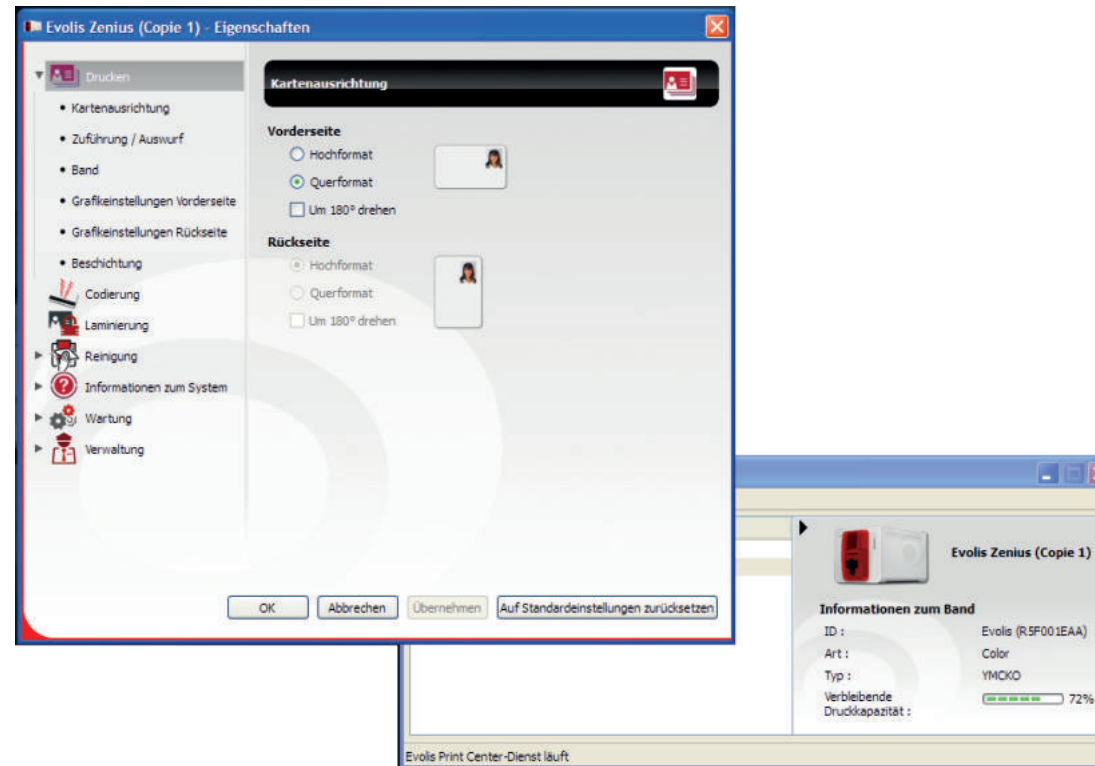 Evolis Zenius (Copie 1) - Eigenschaften
Drucken
Kartenausrichtung
Zuführung / Auswurf
Band
Grafikeinstellungen Vorderseite
Grafikeinstellungen Rückseite
Beschichtung
Codierung
Laminierung
Reinigung
Informationen zum System
Wartung
Verwaltung
Kartenausrichtung
Vorderseite
Hochformat
Querformat
Um 180° drehen
Rückseite
Hochformat
Querformat
Um 180° drehen
OK
Abbrechen
Übernehmen
Auf Standardeinstellungen zurücksetzen
Evolis Zenius (Copie 1)
Informationen zum Band
ID : Evolis (R5F001EAA)
Art : Color
Typ : YMCKO
Verbleibende
Druckkapazität : 72%
Evolis Print Center-Dienst läuft